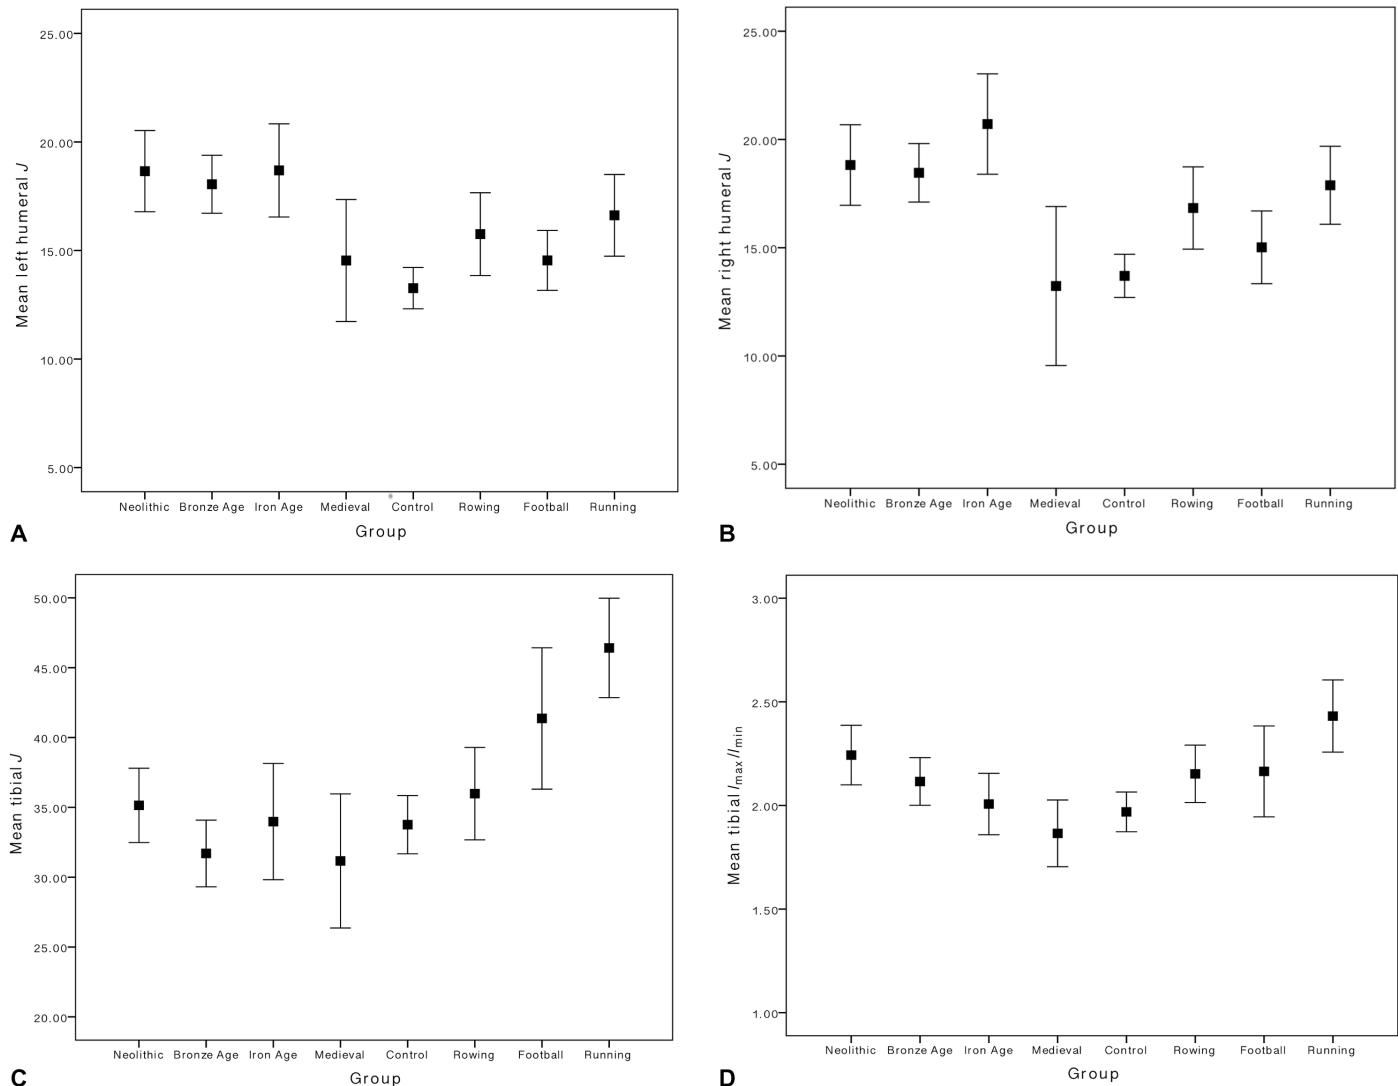 25.00
20.00
15.00
10.00
5.00
Mean left humeral J
Neolithic Bronze Age Iron Age Medieval Control Rowing Football Running
Group
A
25.00
20.00
15.00
10.00
5.00
Mean right humeral J
Neolithic Bronze Age Iron Age Medieval Control Rowing Football Running
Group
B
50.00
45.00
40.00
35.00
30.00
25.00
20.00
Mean tibial J
Neolithic Bronze Age Iron Age Medieval Control Rowing Football Running
Group
C
3.00
2.50
2.00
1.50
1.00
Mean tibial Imax/Imin
Neolithic Bronze Age Iron Age Medieval Control Rowing Football Running
Group
D